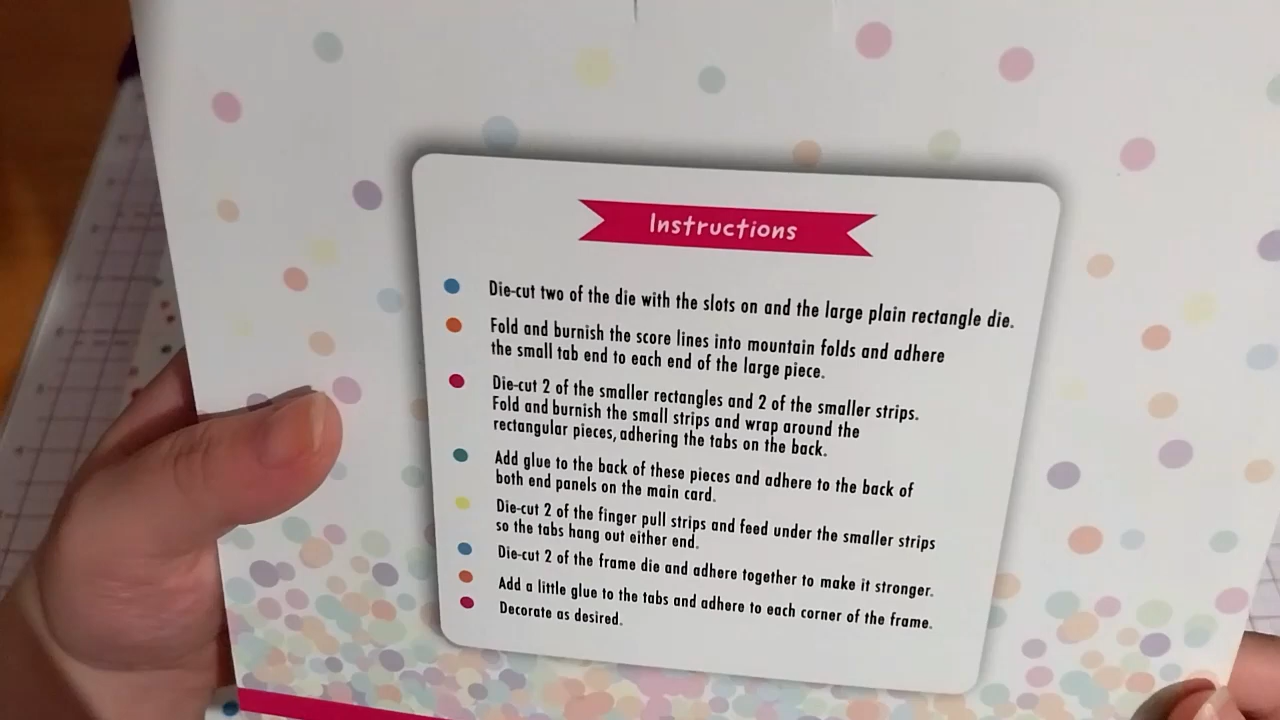 Instructions
Die-cut two of the die with the slots on and the large plain rectangle die.
Fold and burnish the score lines into mountain folds and adhere
the small tab end to each end of the large piece.
Die-cut 2 of the smaller rectangles and 2 of the smaller strips.
Fold and burnish the small strips and wrap around the
rectangular pieces, adhering the tabs on the back.
Add glue to the back of these pieces and adhere to the back of
both end panels on the main card.
Die-cut 2 of the finger pull strips and feed under the smaller strips
so the tabs hang out either end.
Die-cut 2 of the frame die and adhere together to make it stronger.
Add a little glue to the tabs and adhere to each corner of the frame.
Decorate as desired.